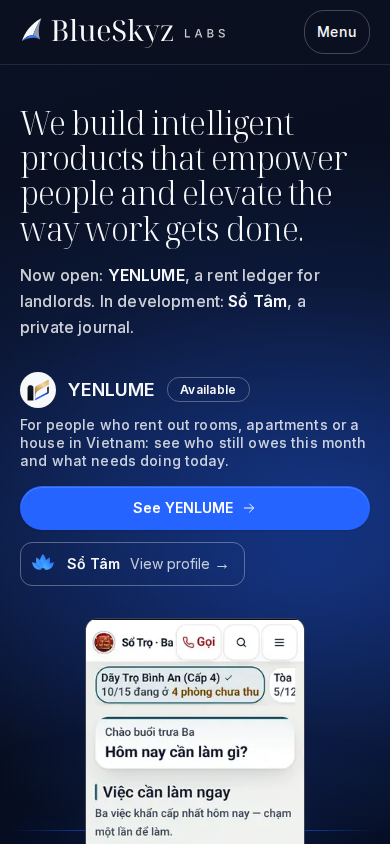 BlueSkyz LABS
Menu
We build intelligent
products that empower
people and elevate the
way work gets done.
Now open: YENLUME, a rent ledger for
landlords. In development: Sổ Tâm, a
private journal.
YENLUME Available
For people who rent out rooms, apartments or a
house in Vietnam: see who still owes this month
and what needs doing today.
See YENLUME →
Sổ Tâm View profile →
Sổ Trọ · Ba Gọi
Dãy Trọ Bình An (Cấp 4) ✓
10/15 đang ở 4 phòng chưa thu
Tòa
5/12
Chào buổi trưa Ba
Hôm nay cần làm gì?
Việc cần làm ngay
Ba việc khẩn cấp nhất hôm nay — chạm
một lần để làm.